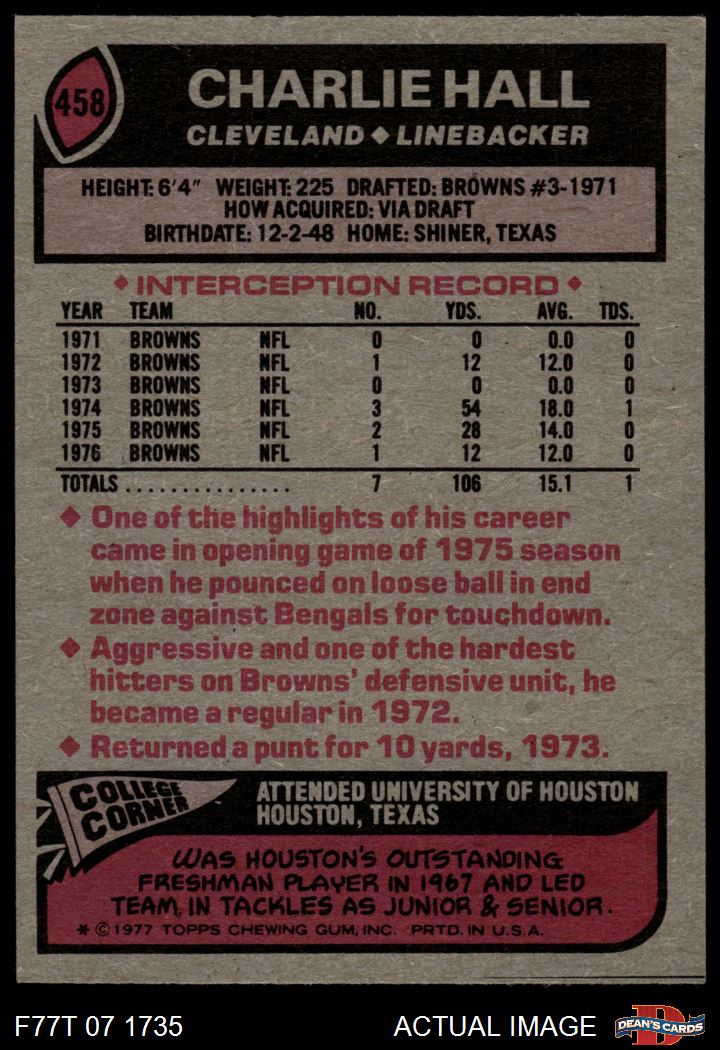 458
CHARLIE HALL
CLEVELAND ◆ LINEBACKER
HEIGHT: 6'4" WEIGHT: 225 DRAFTED: BROWNS #3-1971
HOW ACQUIRED: VIA DRAFT
BIRTHDATE: 12-2-48 HOME: SHINER, TEXAS
◆ INTERCEPTION RECORD ◆
YEAR TEAM NO. YDS. AVG. TDS.
1971 BROWNS NFL 0 0 0.0 0
1972 BROWNS NFL 1 12 12.0 0
1973 BROWNS NFL 0 0 0.0 0
1974 BROWNS NFL 3 54 18.0 1
1975 BROWNS NFL 2 28 14.0 0
1976 BROWNS NFL 1 12 12.0 0
TOTALS ................ 7 106 15.1 1
◆ One of the highlights of his career
came in opening game of 1975 season
when he pounced on loose ball in end
zone against Bengals for touchdown.
◆ Aggressive and one of the hardest
hitters on Browns' defensive unit, he
became a regular in 1972.
◆ Returned a punt for 10 yards, 1973.
COLLEGE
CORNER
ATTENDED UNIVERSITY OF HOUSTON
HOUSTON, TEXAS
WAS HOUSTON'S OUTSTANDING
FRESHMAN PLAYER IN 1967 AND LED
TEAM IN TACKLES AS JUNIOR & SENIOR.
* © 1977 TOPPS CHEWING GUM, INC. PRTD. IN U.S.A.
F77T 07 1735 ACTUAL IMAGE
D
DEAN'S CARDS